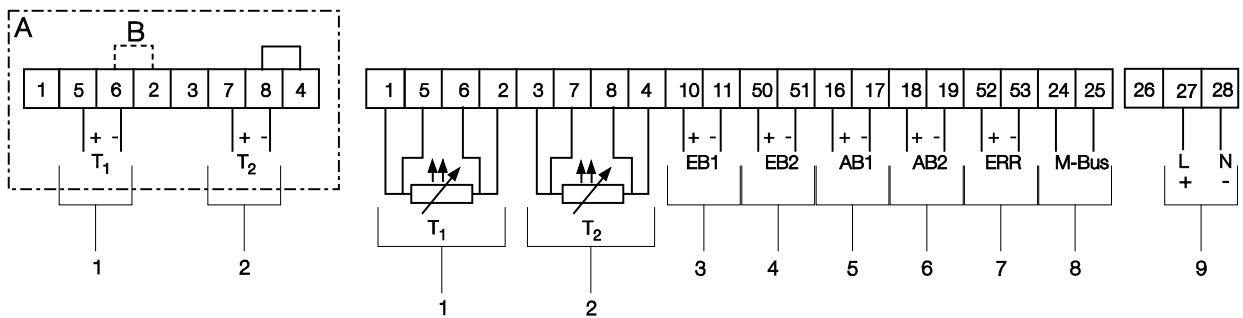 A
B
1 5 6 2 3 7 8 4
+ - + -
T1 T2
1 2
1 5 6 2 3 7 8 4 10 11 50 51 16 17 18 19 52 53 24 25 26 27 28
+ - + - + - + - + -
EB1 EB2 AB1 AB2 ERR M-Bus L N
+ -
T1 T2
3 4 5 6 7 8 9
1 2